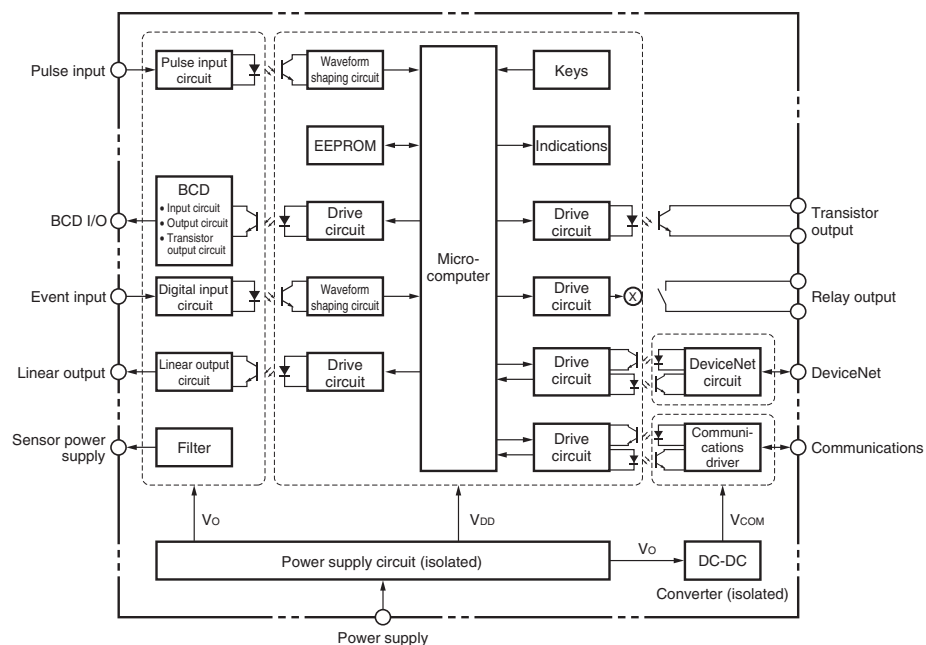 Pulse input
Pulse input
circuit
Waveform
shaping circuit
Keys
EEPROM
Indications
BCD I/O
BCD
• Input circuit
• Output circuit
• Transistor
output circuit
Drive
circuit
Micro-
computer
Drive
circuit
Transistor
output
Event input
Digital input
circuit
Waveform
shaping circuit
Drive
circuit
X
Relay output
Linear output
Linear output
circuit
Drive
circuit
Drive
circuit
DeviceNet
circuit
DeviceNet
Sensor power
supply
Filter
Drive
circuit
Communi-
cations
driver
Communications
VO
VDD
VCOM
Power supply circuit (isolated)
VO
DC-DC
Converter (isolated)
Power supply